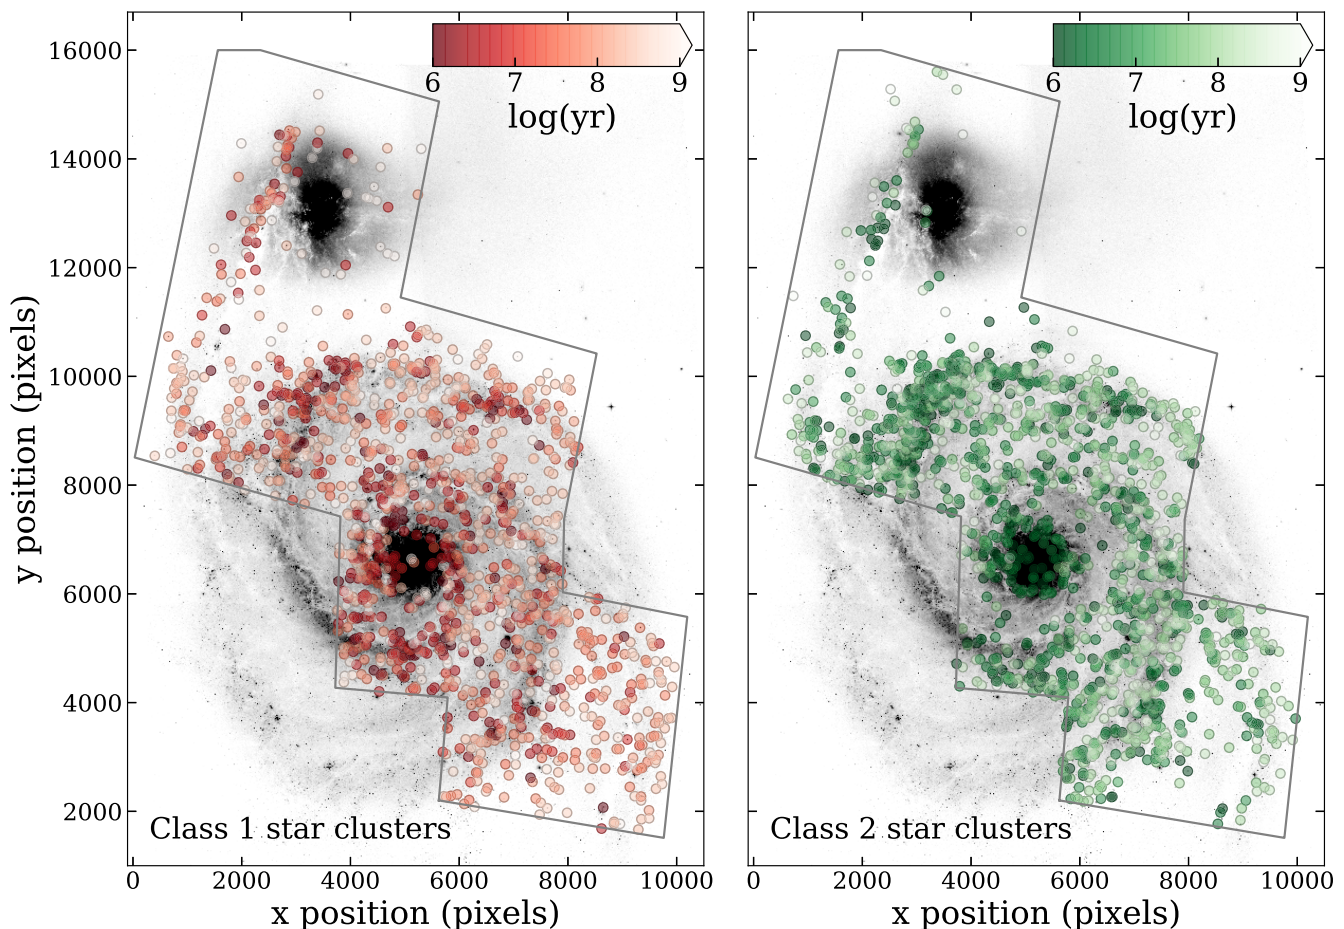 16000
14000
12000
10000
8000
6000
4000
2000
y position (pixels)
6 7 8 9
log(yr)
Class 1 star clusters
0 2000 4000 6000 8000 10000
x position (pixels)
6 7 8 9
log(yr)
Class 2 star clusters
0 2000 4000 6000 8000 10000
x position (pixels)